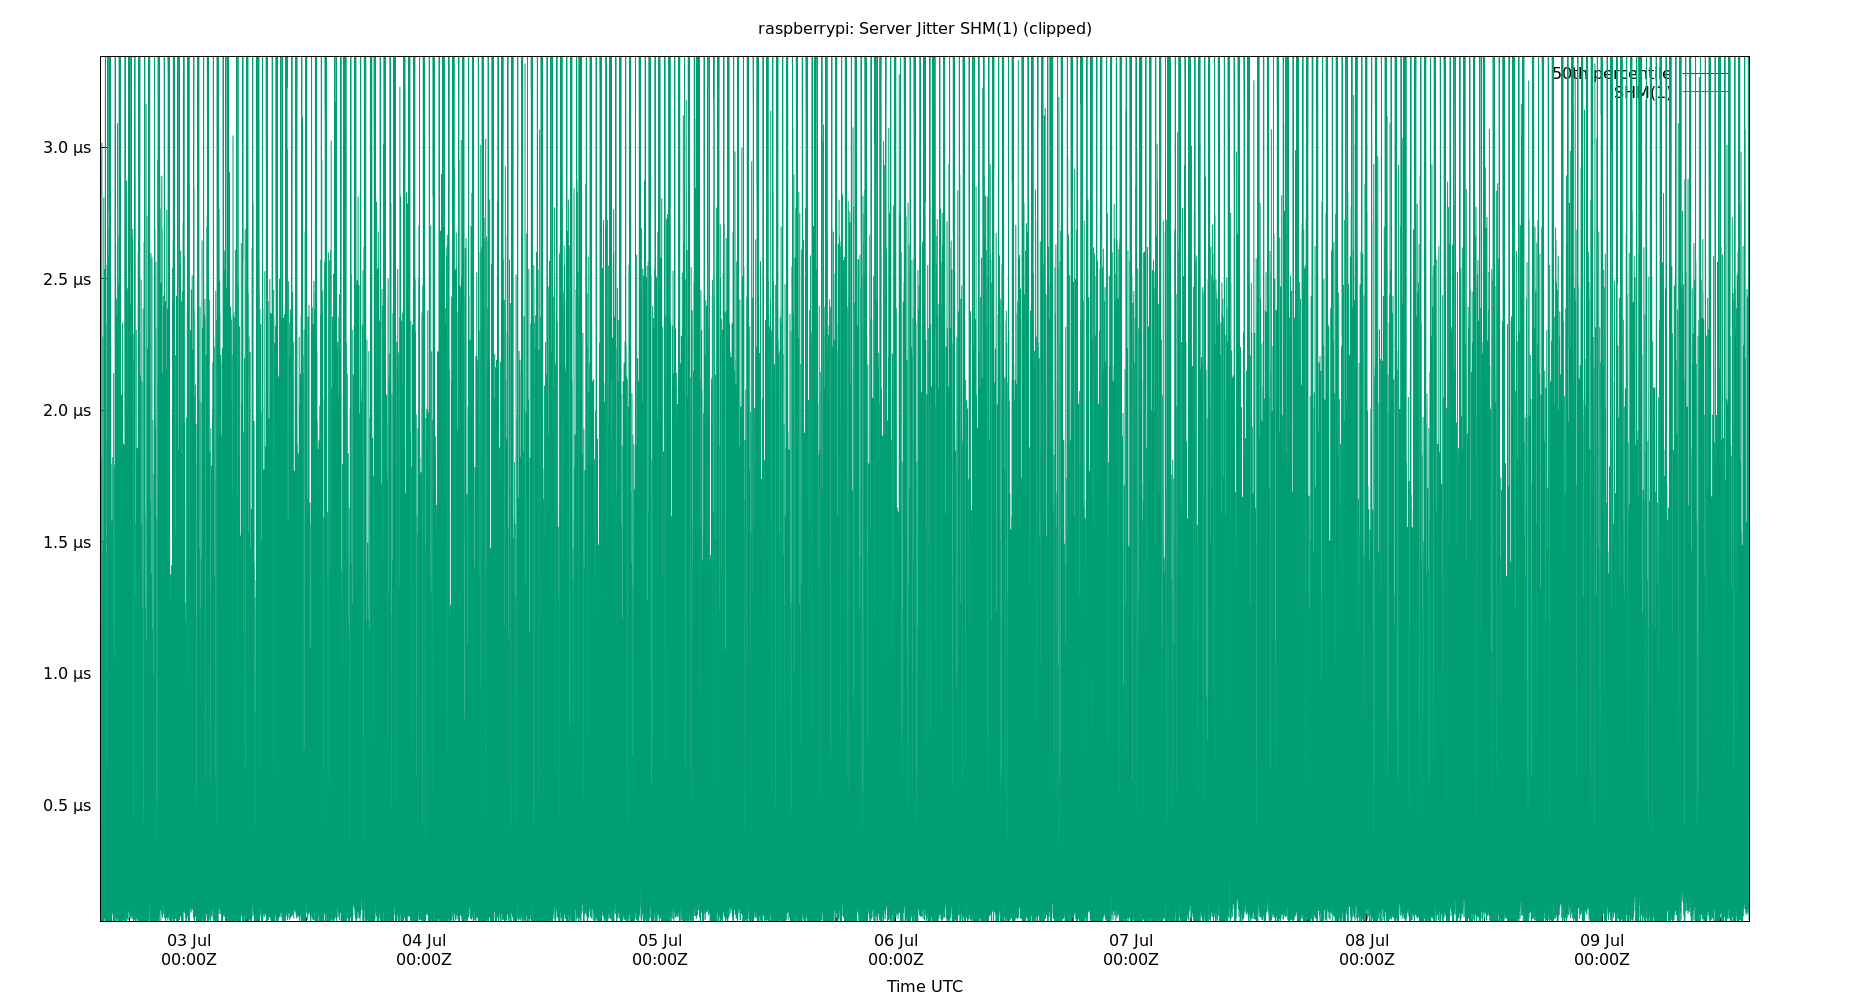 raspberrypi: Server Jitter SHM(1) (clipped)
50th percentile
SHM(1)
3.0 µs
2.5 µs
2.0 µs
1.5 µs
1.0 µs
0.5 µs
03 Jul 04 Jul 05 Jul 06 Jul 07 Jul 08 Jul 09 Jul
00:00Z 00:00Z 00:00Z 00:00Z 00:00Z 00:00Z 00:00Z
Time UTC